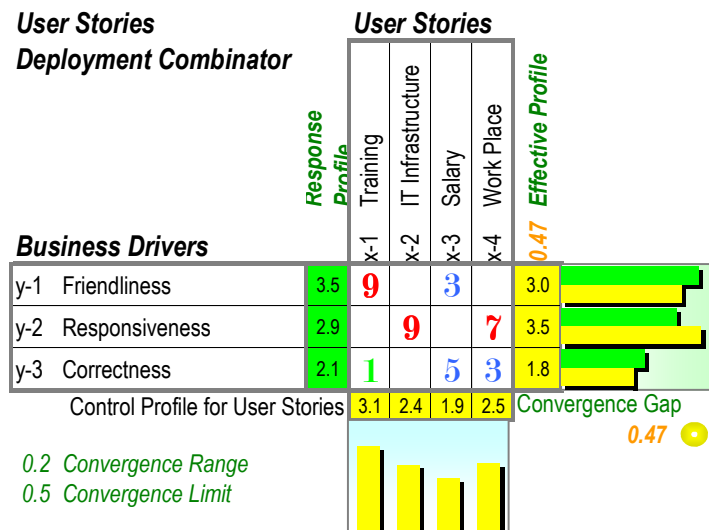 User Stories
Deployment Combinator
User Stories
Response
Profile
x-1 Training
x-2 IT Infrastructure
x-3 Salary
x-4 Work Place
0.47 Effective Profile
Business Drivers
y-1 Friendliness 3.5 9 3 3.0
y-2 Responsiveness 2.9 9 7 3.5
y-3 Correctness 2.1 1 5 3 1.8
Control Profile for User Stories 3.1 2.4 1.9 2.5 Convergence Gap
0.47
0.2 Convergence Range
0.5 Convergence Limit